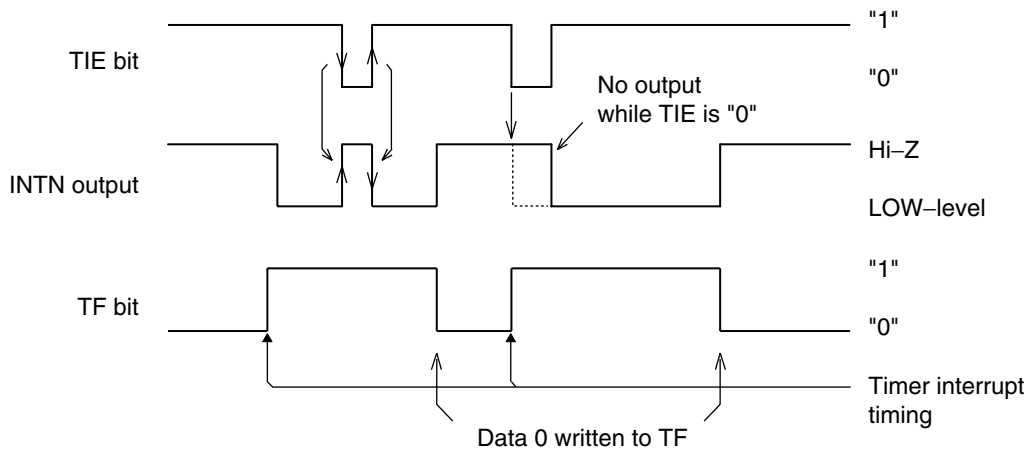 "1"
TIE bit
"0"
No output
while TIE is "0"
Hi–Z
INTN output
LOW–level
"1"
TF bit
"0"
Timer interrupt
timing
Data 0 written to TF